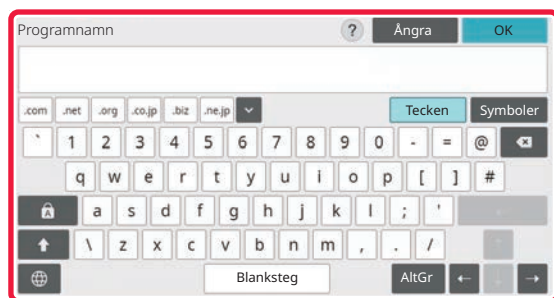 Programnamn ? Ångra OK
.com .net .org .co.jp .biz .ne.jp Tecken Symboler
` 1 2 3 4 5 6 7 8 9 0 - = @
q w e r t y u i o p [ ] #
A a s d f g h j k l ; '
\ z x c v b n m , . /
Blanksteg AltGr ← ↓ →